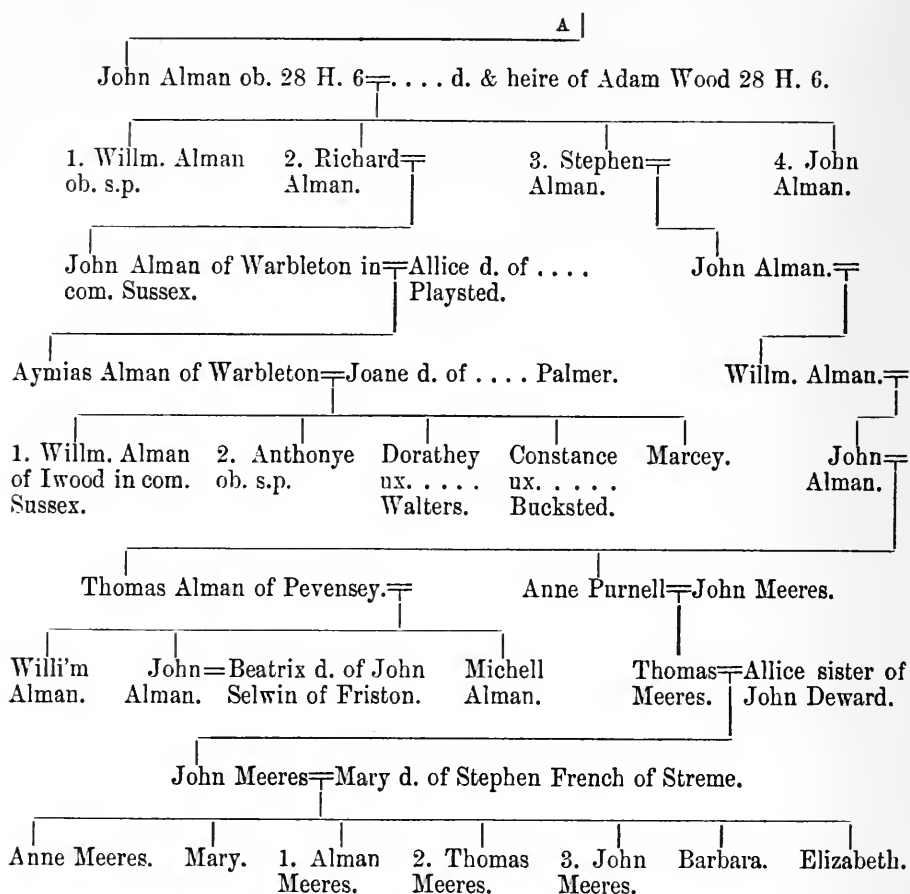 A
John Alman ob. 28 H. 6 = . . . . d. & heire of Adam Wood 28 H. 6.
1. Willm. Alman ob. s.p.
2. Richard Alman.
3. Stephen Alman.
4. John Alman.
John Alman of Warbleton in com. Sussex. = Allice d. of . . . . Playsted.
John Alman.
Aymias Alman of Warbleton = Joane d. of . . . . Palmer.
Willm. Alman.
1. Willm. Alman of Iwood in com. Sussex.
2. Anthonye ob. s.p.
Dorathey ux. . . . . Walters.
Constance ux. . . . . Bucksted.
Marcey.
John Alman.
Thomas Alman of Pevensey.
Anne Purnell = John Meeres.
Willi'm Alman.
John Alman. = Beatrix d. of John Selwin of Friston.
Michell Alman.
Thomas Meeres. = Allice sister of John Deward.
John Meeres = Mary d. of Stephen French of Streme.
Anne Meeres.
Mary.
1. Alman Meeres.
2. Thomas Meeres.
3. John Meeres.
Barbara.
Elizabeth.